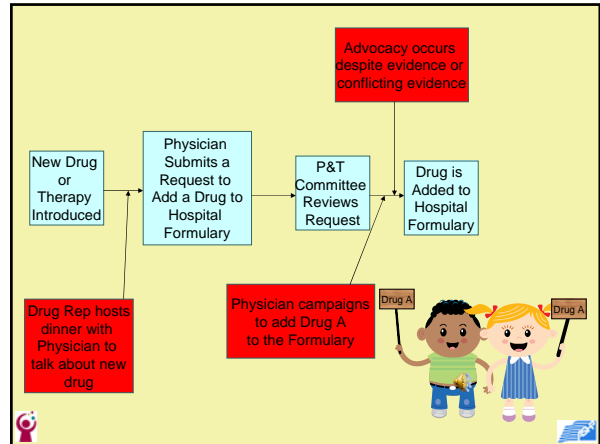 Advocacy occurs
despite evidence or
conflicting evidence
New Drug
or
Therapy
Introduced
Physician
Submits a
Request to
Add a Drug to
Hospital
Formulary
P&T
Committee
Reviews
Request
Drug is
Added to
Hospital
Formulary
Drug Rep hosts
dinner with
Physician to
talk about new
drug
Physician campaigns
to add Drug A
to the Formulary
Drug A
Drug A